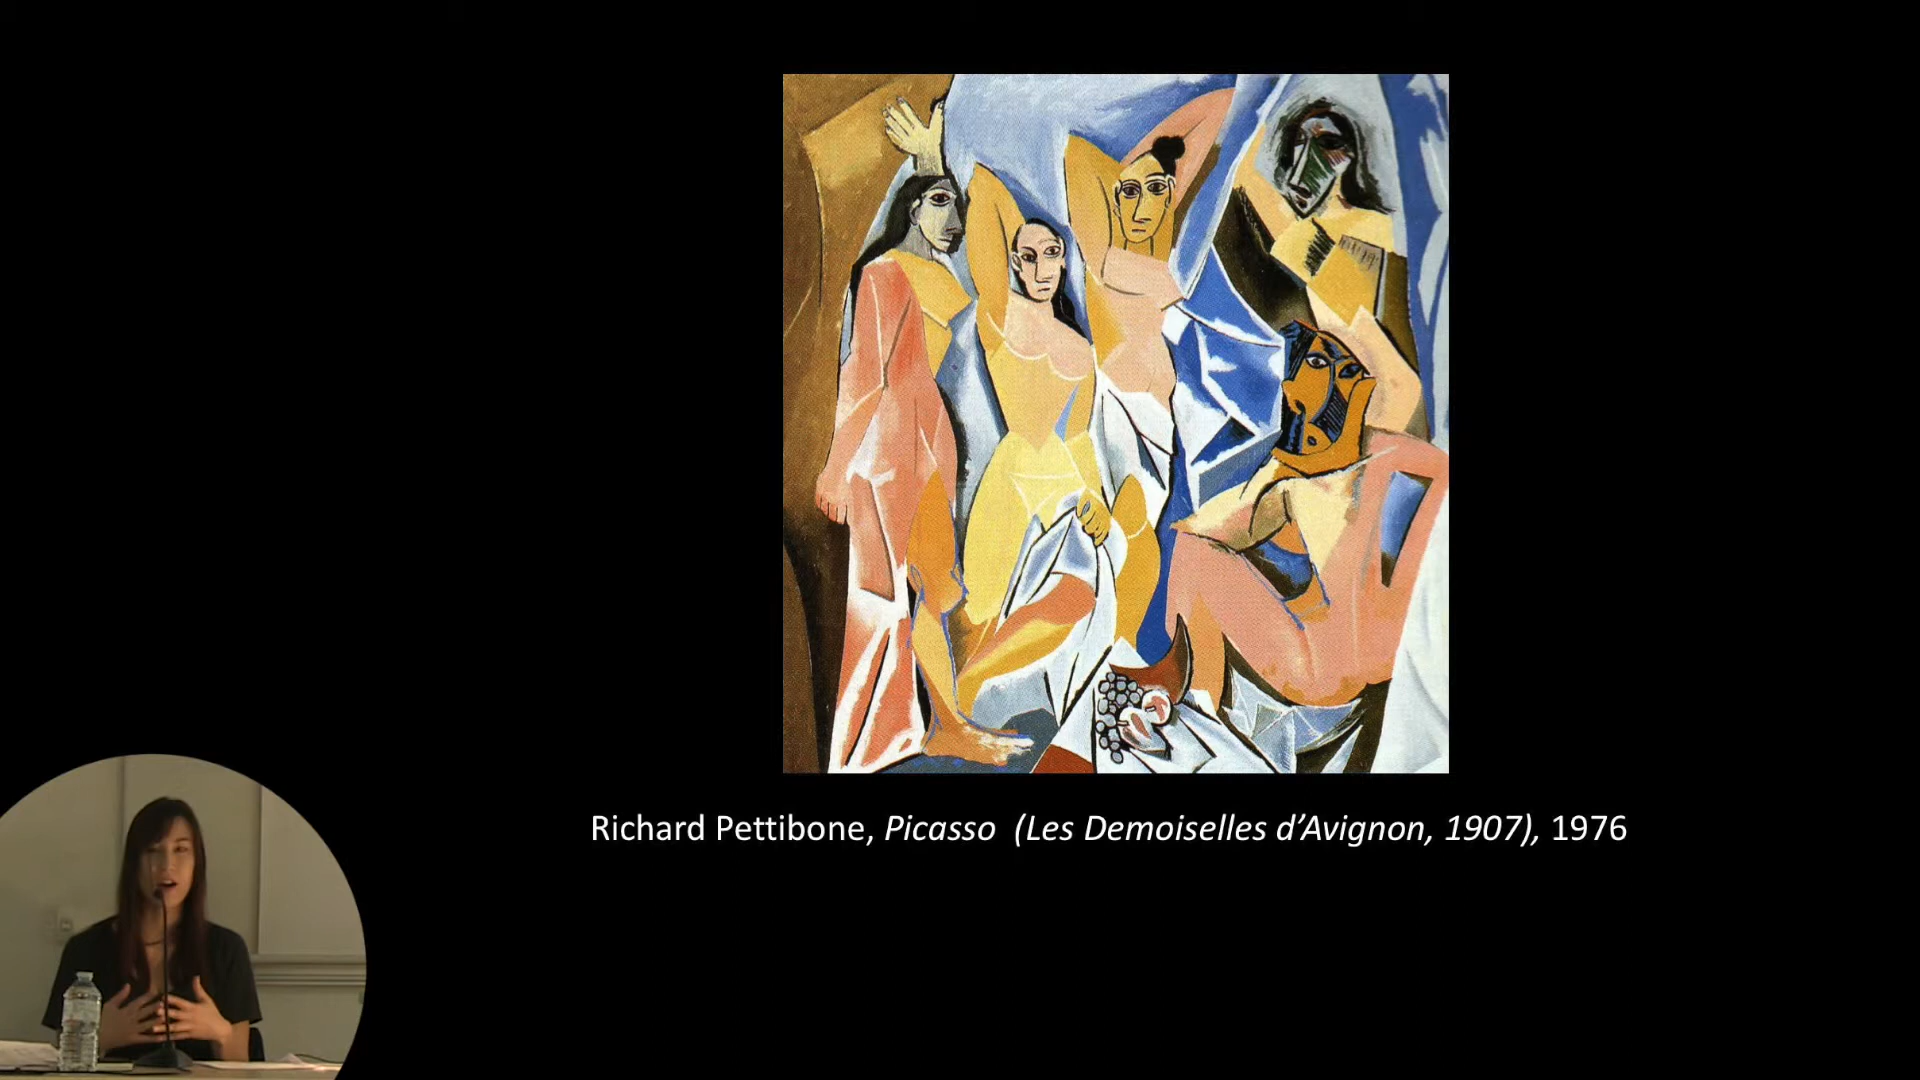 Richard Pettibone, Picasso  (Les Demoiselles d’Avignon, 1907), 1976